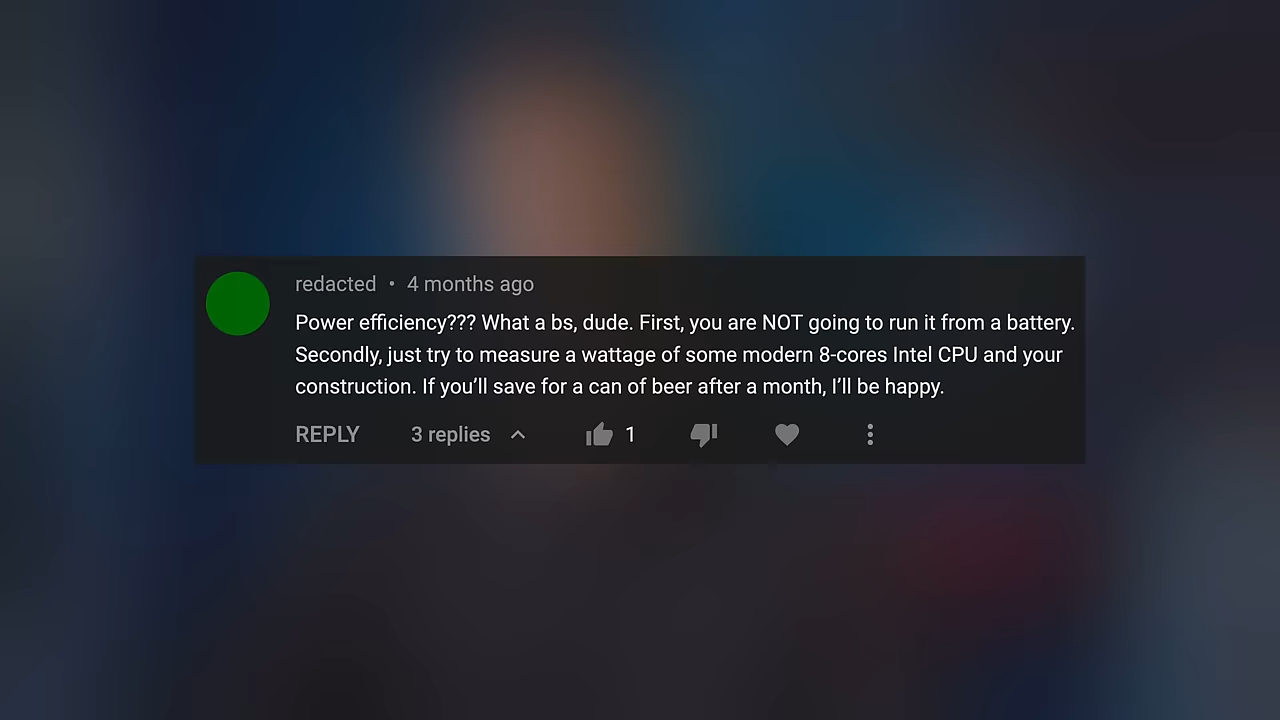 redacted • 4 months ago
Power efficiency??? What a bs, dude. First, you are NOT going to run it from a battery.
Secondly, just try to measure a wattage of some modern 8-cores Intel CPU and your
construction. If you’ll save for a can of beer after a month, I’ll be happy.
REPLY 3 replies 1